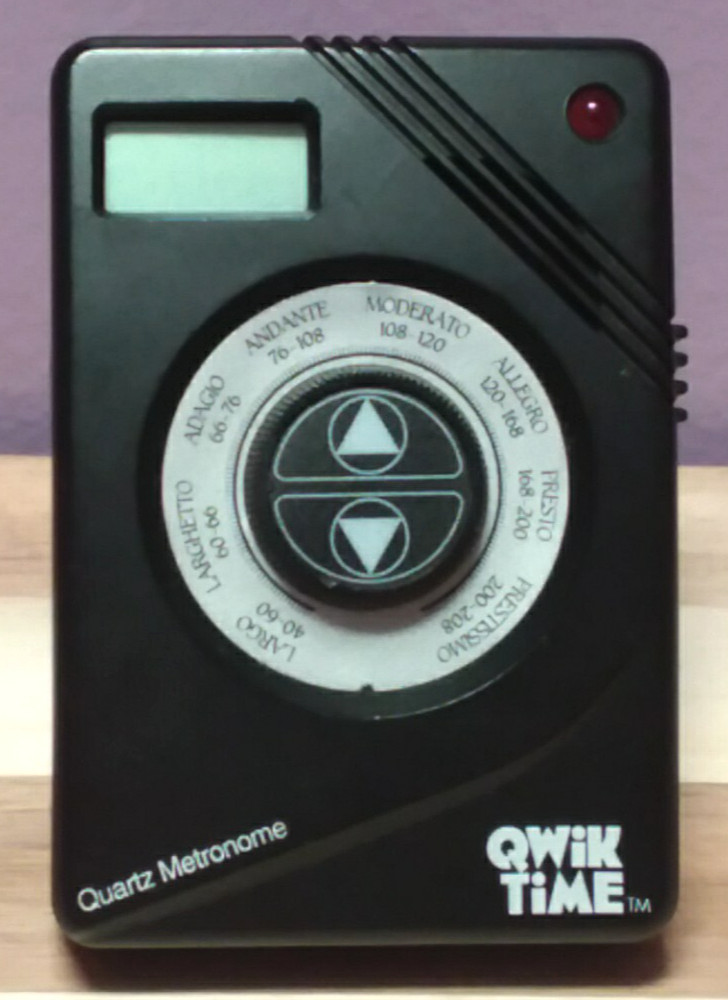 LARGO
40-60
LARGHETTO
60-66
ADAGIO
66-76
ANDANTE
76-108
MODERATO
108-120
ALLEGRO
120-168
PRESTO
168-200
PRESTISSIMO
200-208
Quartz Metronome
QWiK
TiME TM